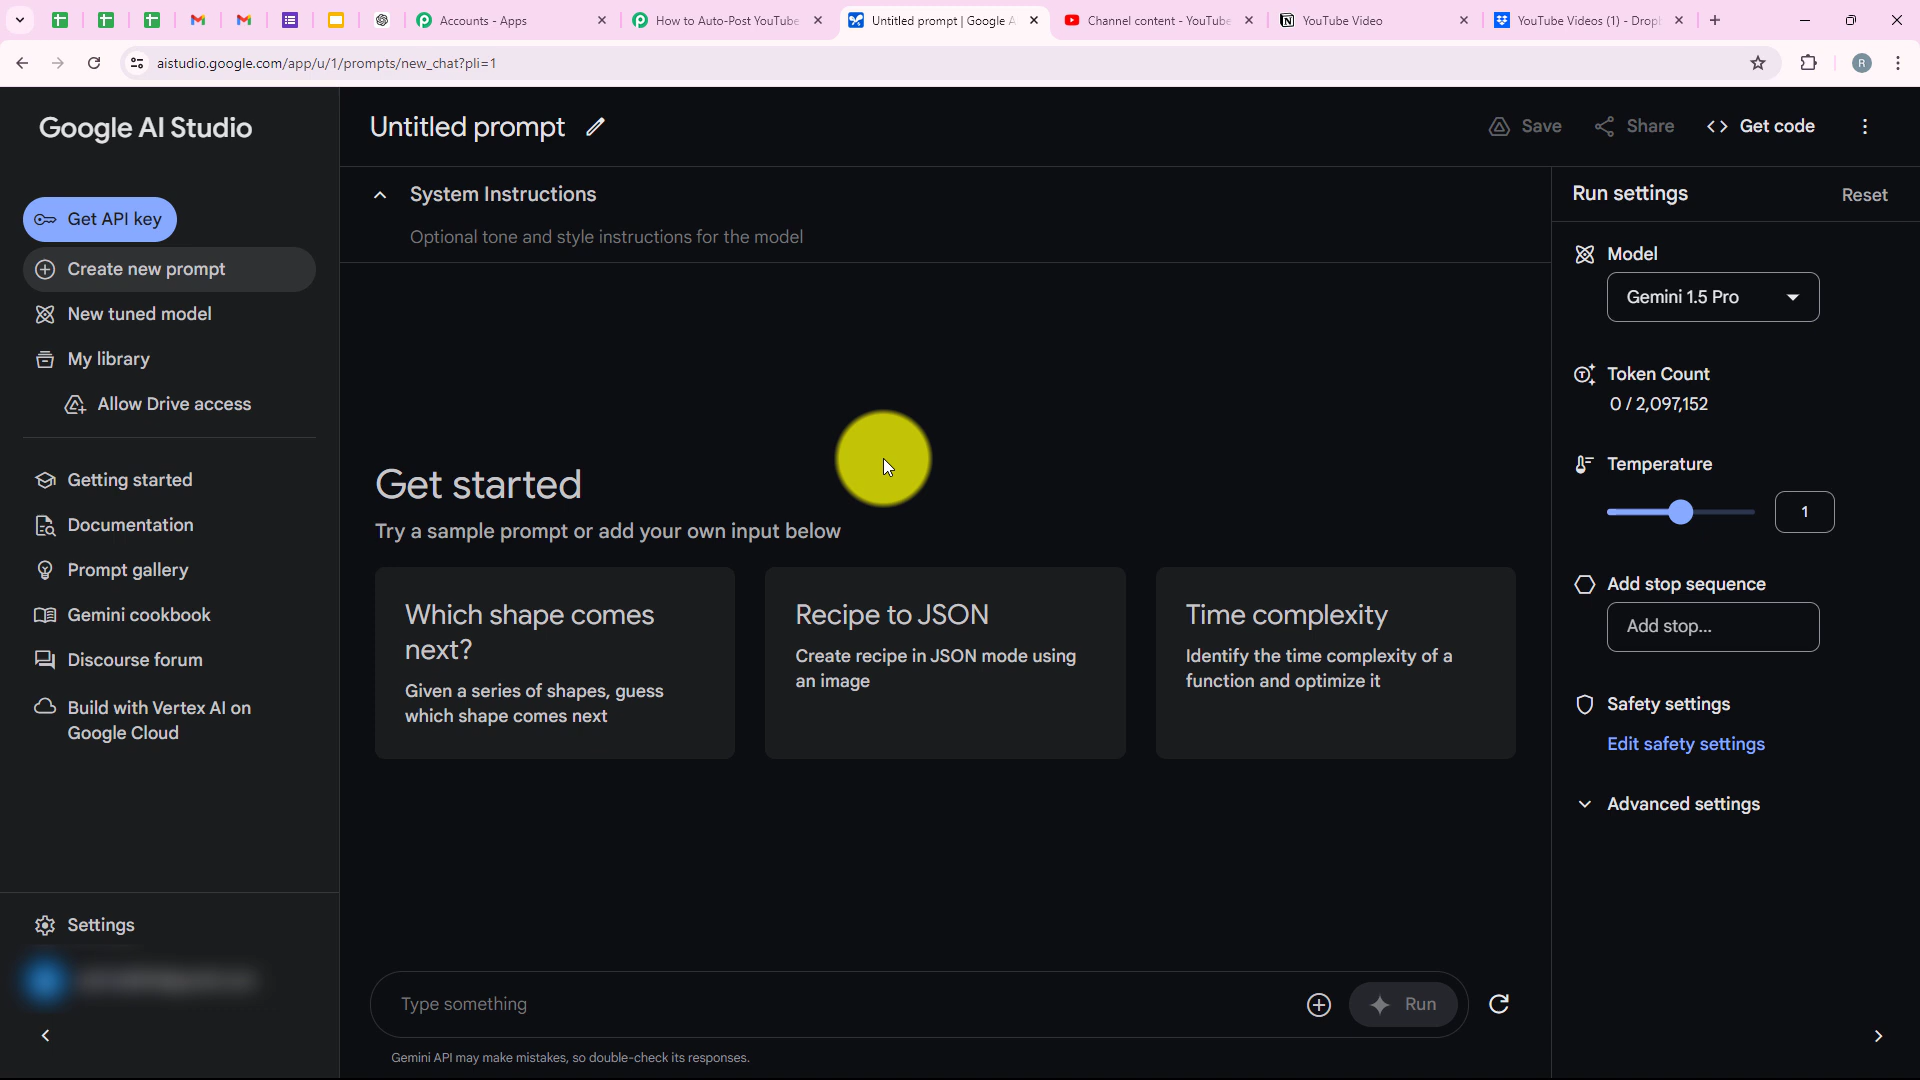 Accounts - Apps
How to Auto-Post YouTube
Untitled prompt | Google A
Channel content - YouTube
YouTube Video
YouTube Videos (1) - Dropb
aistudio.google.com/app/u/1/prompts/new_chat?pli=1
R
Google AI Studio
Get API key
Create new prompt
New tuned model
My library
Allow Drive access
Getting started
Documentation
Prompt gallery
Gemini cookbook
Discourse forum
Build with Vertex AI on
Google Cloud
Settings
Untitled prompt
Save
Share
Get code
System Instructions
Optional tone and style instructions for the model
Get started
Try a sample prompt or add your own input below
Which shape comes
next?
Given a series of shapes, guess
which shape comes next
Recipe to JSON
Create recipe in JSON mode using
an image
Time complexity
Identify the time complexity of a
function and optimize it
Type something
Run
Gemini API may make mistakes, so double-check its responses.
Run settings
Reset
Model
Gemini 1.5 Pro
Token Count
0 / 2,097,152
Temperature
1
Add stop sequence
Add stop...
Safety settings
Edit safety settings
Advanced settings